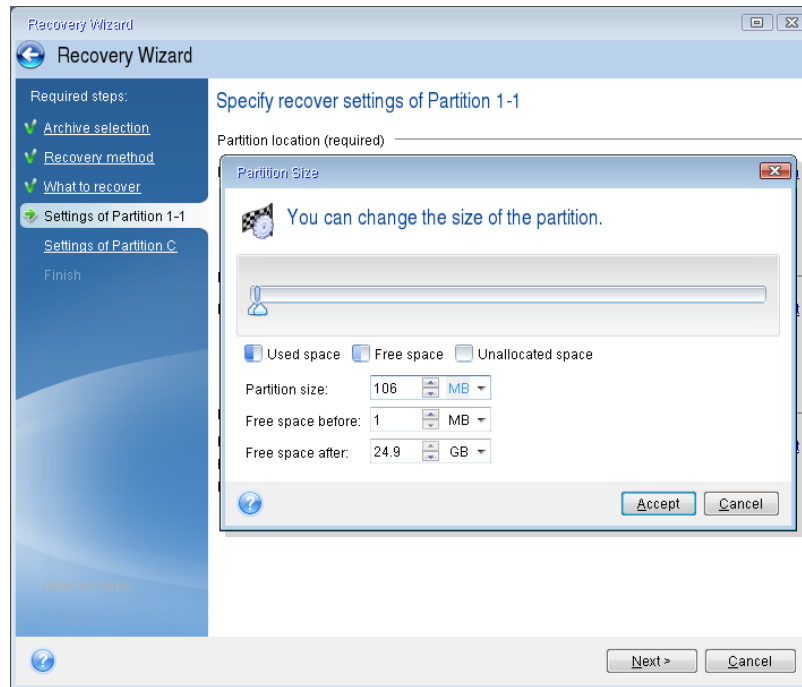 Recovery Wizard
Recovery Wizard
Required steps:
Archive selection
Recovery method
What to recover
Settings of Partition 1-1
Settings of Partition C
Finish
Specify recover settings of Partition 1-1
Partition location (required)
Partition Size
You can change the size of the partition.
Used space Free space Unallocated space
Partition size: 106 MB
Free space before: 1 MB
Free space after: 24.9 GB
Accept Cancel
Next > Cancel